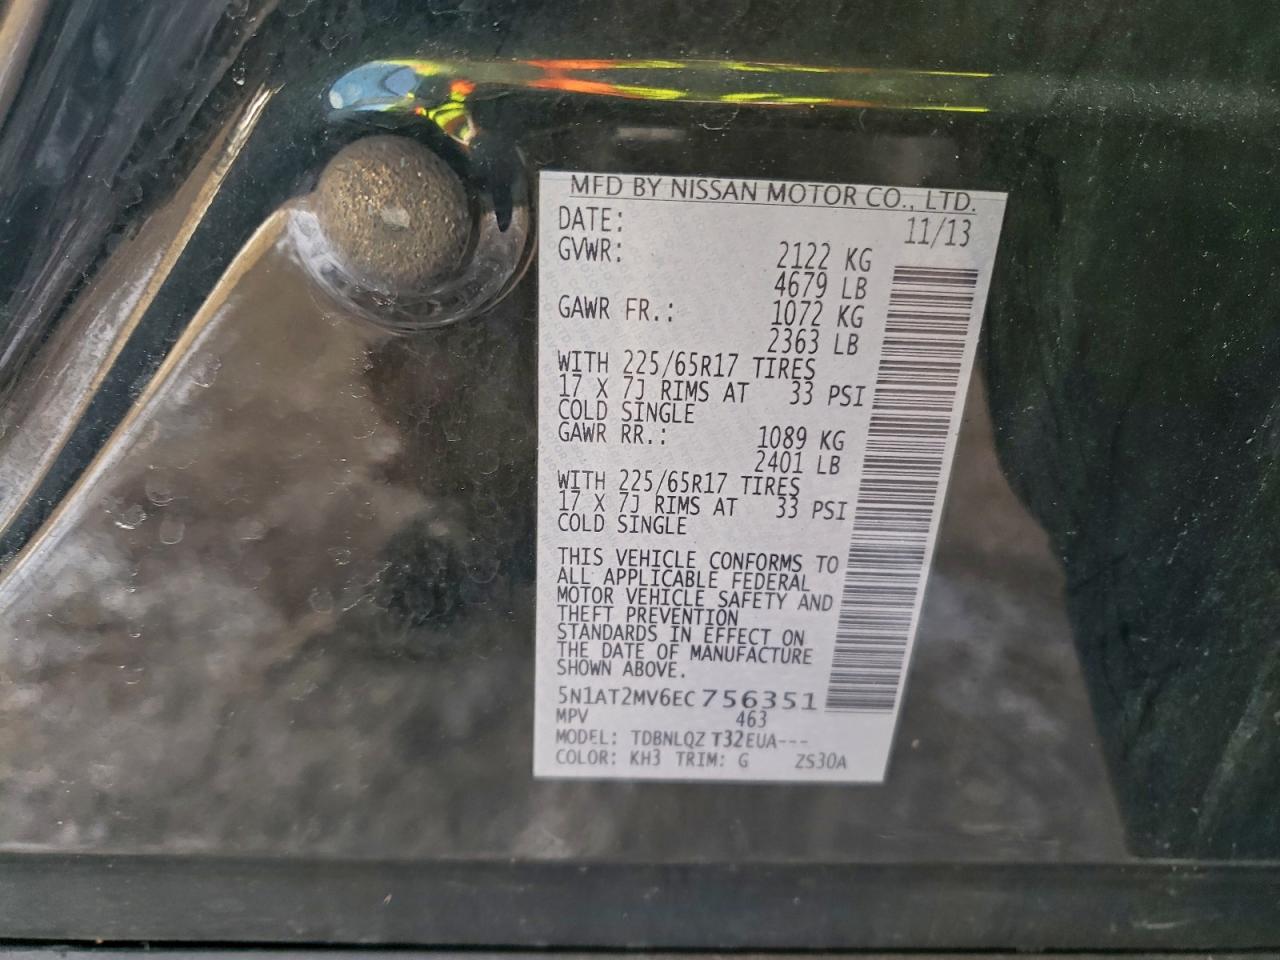 MFD BY NISSAN MOTOR CO., LTD.
DATE: 11/13
GVWR: 2122 KG
4679 LB
GAWR FR.: 1072 KG
2363 LB
WITH 225/65R17 TIRES
17 X 7J RIMS AT 33 PSI
COLD SINGLE
GAWR RR.: 1089 KG
2401 LB
WITH 225/65R17 TIRES
17 X 7J RIMS AT 33 PSI
COLD SINGLE
THIS VEHICLE CONFORMS TO
ALL APPLICABLE FEDERAL
MOTOR VEHICLE SAFETY AND
THEFT PREVENTION
STANDARDS IN EFFECT ON
THE DATE OF MANUFACTURE
SHOWN ABOVE.
5N1AT2MV6EC756351
MPV 463
MODEL: TDBNLQZ T32EUA---
COLOR: KH3 TRIM: G ZS30A